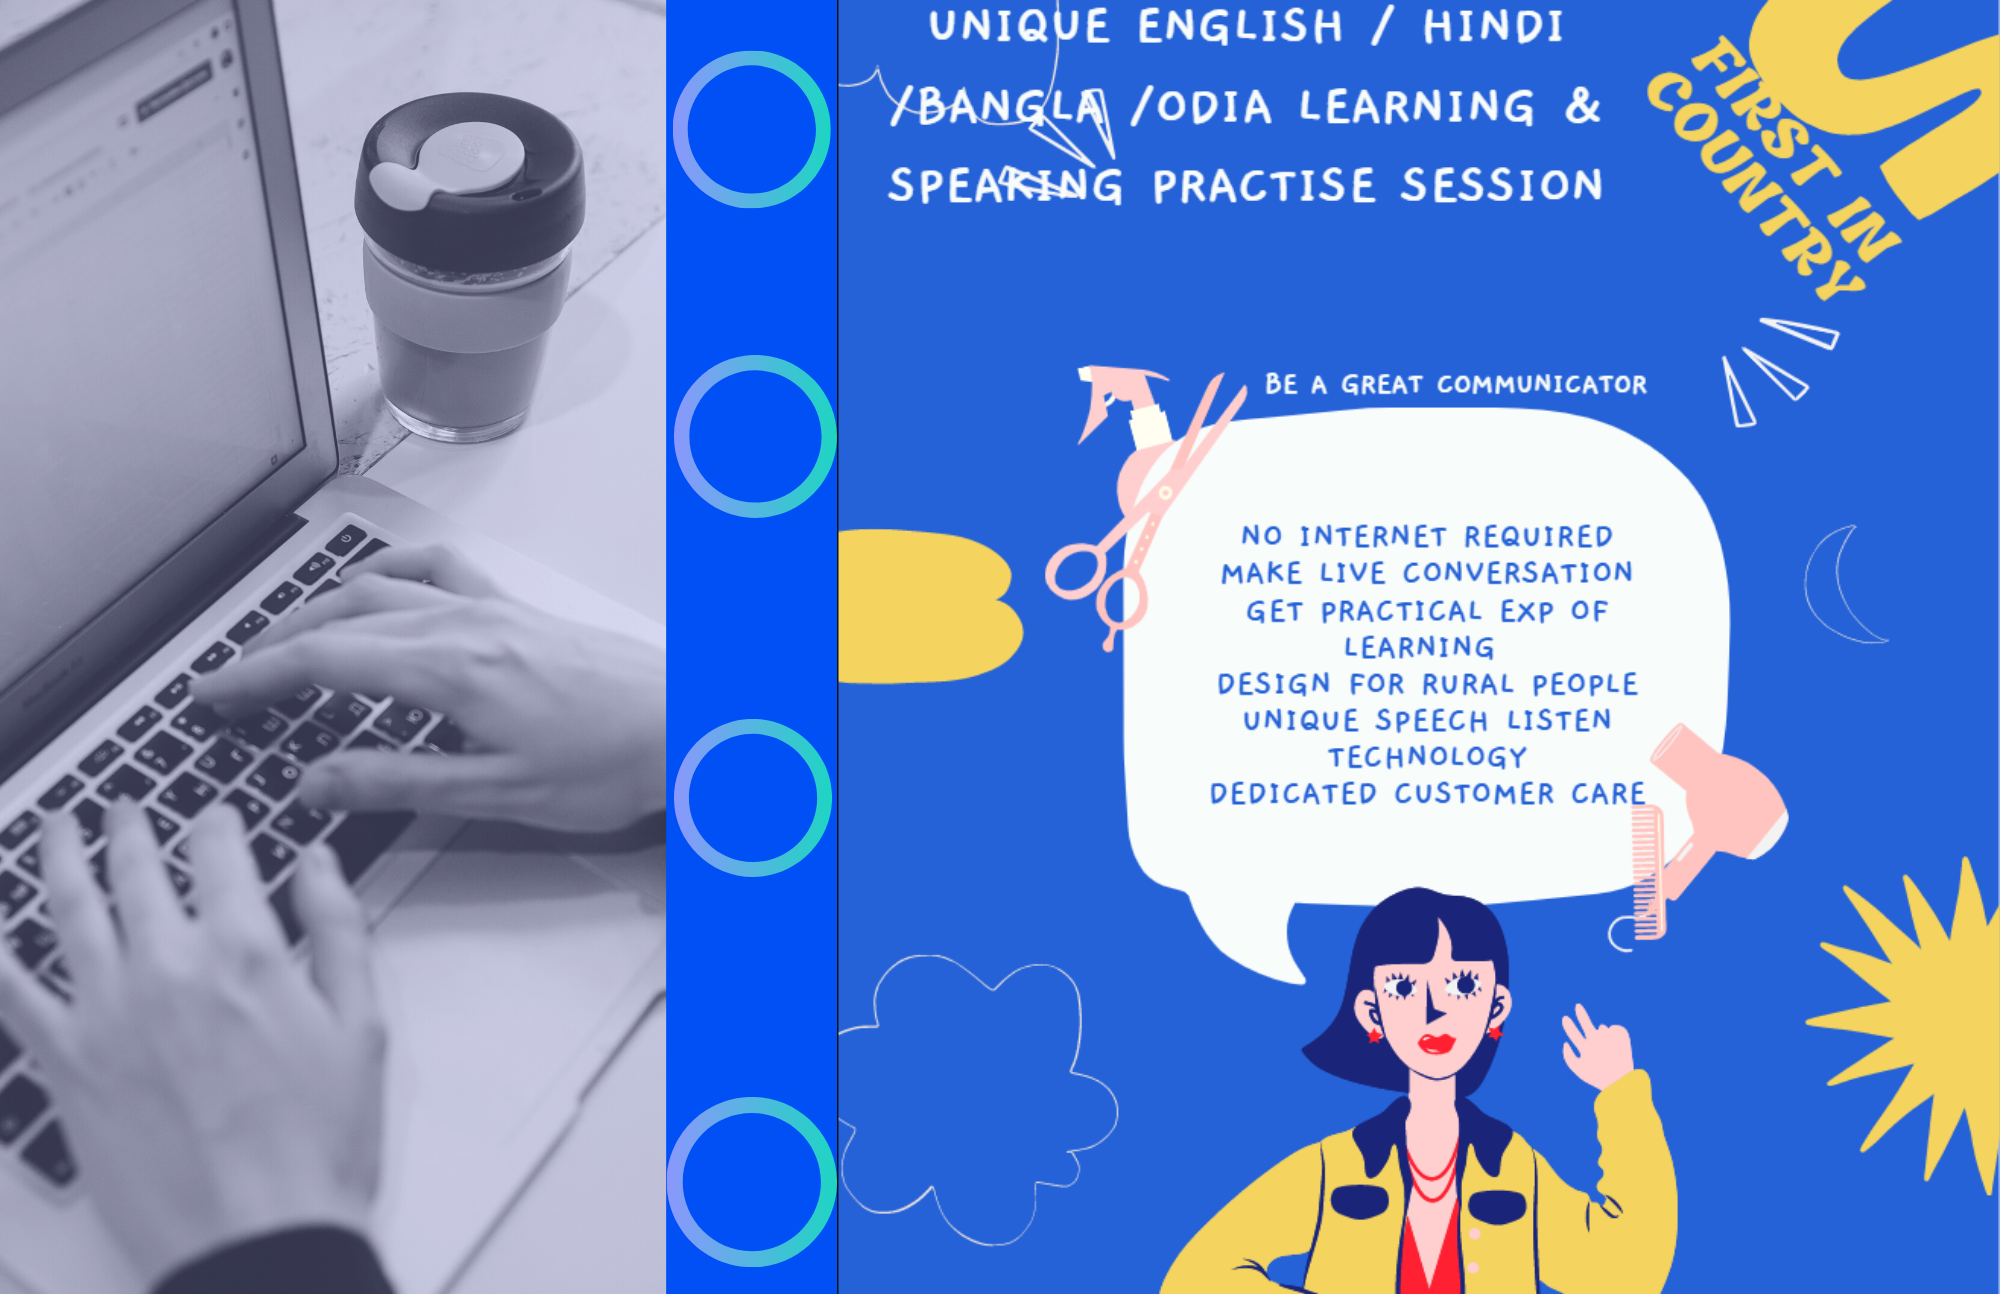 UNIQUE ENGLISH / HINDI
/BANGLA /ODIA LEARNING &
SPEAKING PRACTISE SESSION
FIRST IN
COUNTRY
BE A GREAT COMMUNICATOR
NO INTERNET REQUIRED
MAKE LIVE CONVERSATION
GET PRACTICAL EXP OF
LEARNING
DESIGN FOR RURAL PEOPLE
UNIQUE SPEECH LISTEN
TECHNOLOGY
DEDICATED CUSTOMER CARE